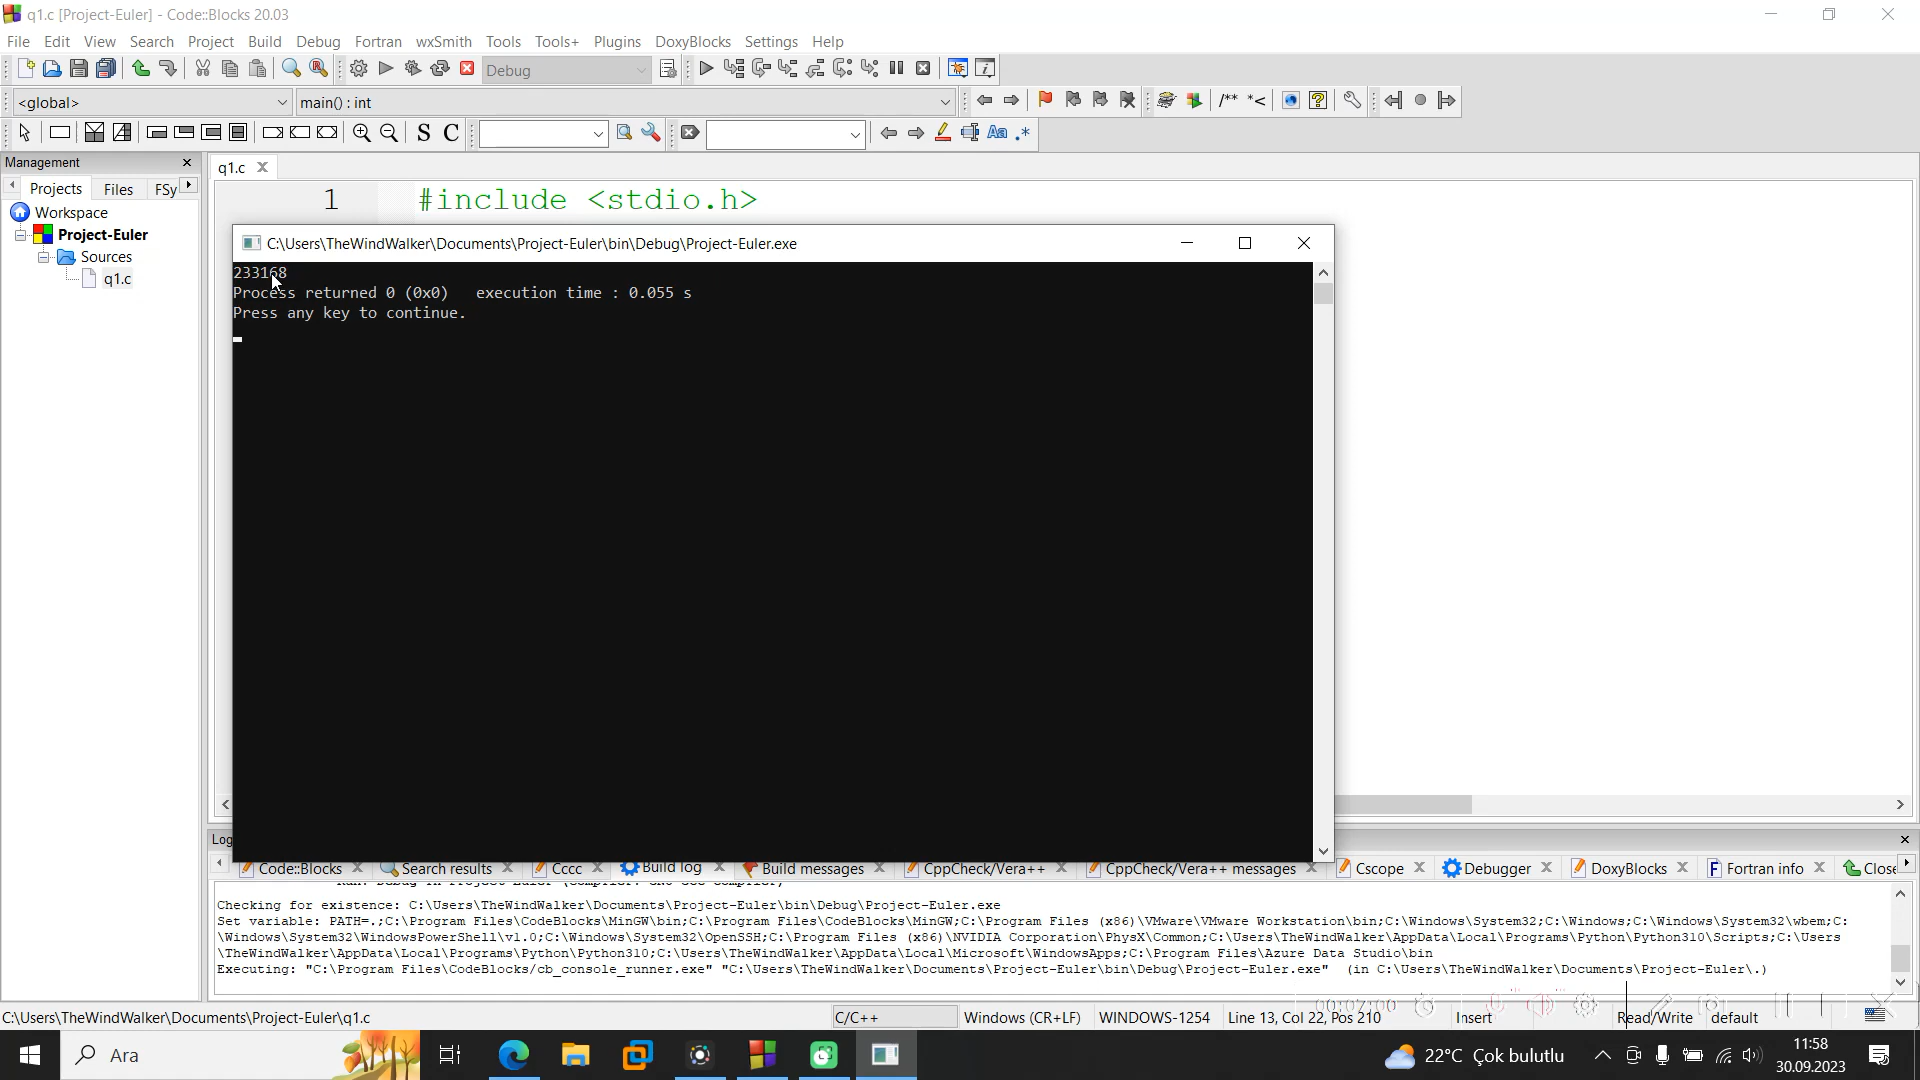 q1.c [Project-Euler] - Code::Blocks 20.03
File Edit View Search Project Build Debug Fortran wxSmith Tools Tools+ Plugins DoxyBlocks Settings Help
Debug
<global> main() : int
/** *<
S C Aa .*
Management
Projects Files FSy
q1.c
Workspace
Project-Euler
Sources
q1.c
1 #include <stdio.h>
C:\Users\TheWindWalker\Documents\Project-Euler\bin\Debug\Project-Euler.exe
233168
Process returned 0 (0x0) execution time : 0.055 s
Press any key to continue.
Log
Code::Blocks Search results Cccc Build log Build messages CppCheck/Vera++ CppCheck/Vera++ messages Cscope Debugger DoxyBlocks Fortran info Close
Checking for existence: C:\Users\TheWindWalker\Documents\Project-Euler\bin\Debug\Project-Euler.exe
Set variable: PATH=.;C:\Program Files\CodeBlocks\MinGW\bin;C:\Program Files\CodeBlocks\MinGW;C:\Program Files (x86)\VMware\VMware Workstation\bin;C:\Windows\System32;C:\Windows;C:\Windows\System32\wbem;C:
\Windows\System32\WindowsPowerShell\v1.0;C:\Windows\System32\OpenSSH;C:\Program Files (x86)\NVIDIA Corporation\PhysX\Common;C:\Users\TheWindWalker\AppData\Local\Programs\Python\Python310\Scripts;C:\Users
\TheWindWalker\AppData\Local\Programs\Python\Python310;C:\Users\TheWindWalker\AppData\Local\Microsoft\WindowsApps;C:\Program Files\Azure Data Studio\bin
Executing: "C:\Program Files\CodeBlocks/cb_console_runner.exe" "C:\Users\TheWindWalker\Documents\Project-Euler\bin\Debug\Project-Euler.exe" (in C:\Users\TheWindWalker\Documents\Project-Euler\.)
00:02:00
C:\Users\TheWindWalker\Documents\Project-Euler\q1.c C/C++ Windows (CR+LF) WINDOWS-1254 Line 13, Col 22, Pos 210 Insert Read/Write default
Ara 22°C Çok bulutlu 11:58
30.09.2023